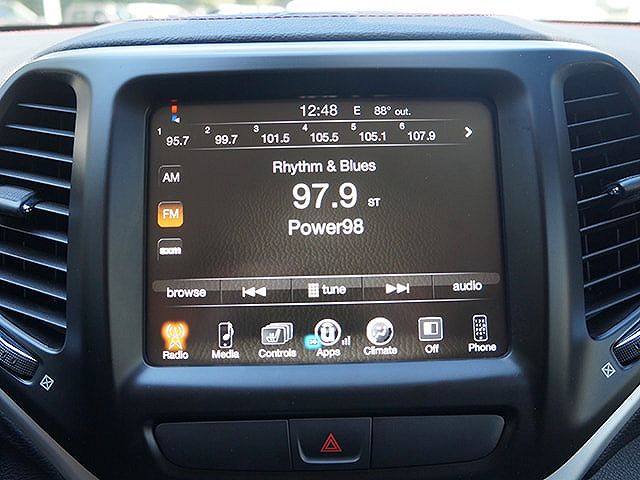 12:48 E 88° out.
1 95.7 2 99.7 3 101.5 4 105.5 5 105.1 6 107.9
AM
Rhythm & Blues
FM
97.9 ST
Power98
browse tune audio
Radio Media Controls Apps Climate Off Phone